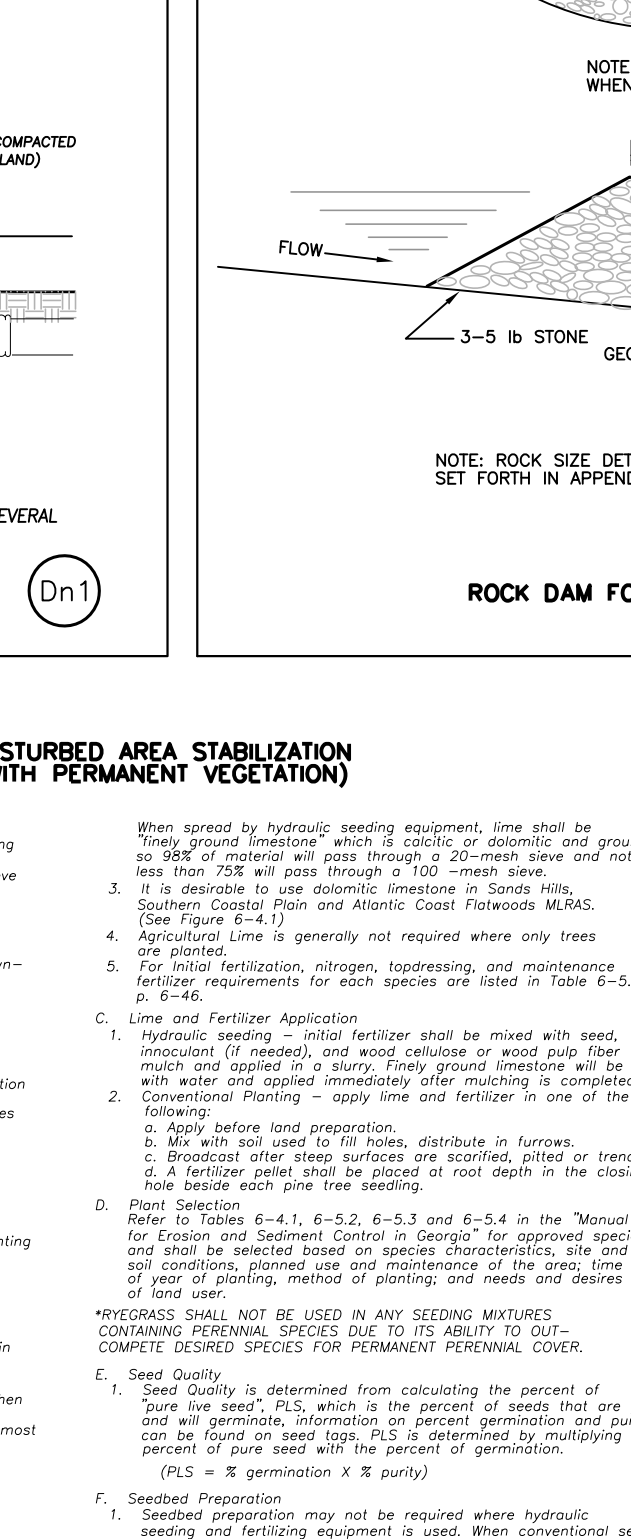 COMPACTED
LAND)
EVERAL
Dn1
NOTE
WHEN
FLOW
3-5 lb STONE
GEO
NOTE: ROCK SIZE DET
SET FORTH IN APPEND
ROCK DAM FO
STURBED AREA STABILIZATION
WITH PERMANENT VEGETATION)
ng
eve
wn-
tion
es
nting
in
hen
most
When spread by hydraulic seeding equipment, lime shall be
"finely ground limestone" which is calcitic or dolomitic and grou
so 98% of material will pass through a 20-mesh sieve and not
less than 75% will pass through a 100 -mesh sieve.
3. It is desirable to use dolomitic limestone in Sands Hills,
Southern Coastal Plain and Atlantic Coast Flatwoods MLRAS.
(See Figure 6-4.1)
4. Agricultural Lime is generally not required where only trees
are planted.
5. For Initial fertilization, nitrogen, topdressing, and maintenance
fertilizer requirements for each species are listed in Table 6-5.
p. 6-46.
C. Lime and Fertilizer Application
1. Hydraulic seeding - initial fertilizer shall be mixed with seed,
innoculant (if needed), and wood cellulose or wood pulp fiber
mulch and applied in a slurry. Finely ground limestone will be
with water and applied immediately after mulching is completed
2. Conventional Planting - apply lime and fertilizer in one of the
following:
a. Apply before land preparation.
b. Mix with soil used to fill holes, distribute in furrows.
c. Broadcast after steep surfaces are scarified, pitted or trenc
d. A fertilizer pellet shall be placed at root depth in the closi
hole beside each pine tree seedling.
D. Plant Selection
Refer to Tables 6-4.1, 6-5.2, 6-5.3 and 6-5.4 in the "Manual
for Erosion and Sediment Control in Georgia" for approved speci
and shall be selected based on species characteristics, site and
soil conditions, planned use and maintenance of the area; time
of year of planting, method of planting; and needs and desires
of land user.
*RYEGRASS SHALL NOT BE USED IN ANY SEEDING MIXTURES
CONTAINING PERENNIAL SPECIES DUE TO ITS ABILITY TO OUT-
COMPETE DESIRED SPECIES FOR PERMANENT PERENNIAL COVER.
E. Seed Quality
1. Seed Quality is determined from calculating the percent of
"pure live seed", PLS, which is the percent of seeds that are
and will germinate, information on percent germination and pur
can be found on seed tags. PLS is determined by multiplying
percent of pure seed with the percent of germination.
(PLS = % germination X % purity)
F. Seedbed Preparation
1. Seedbed preparation may not be required where hydraulic
seeding and fertilizing equipment is used. When conventional se